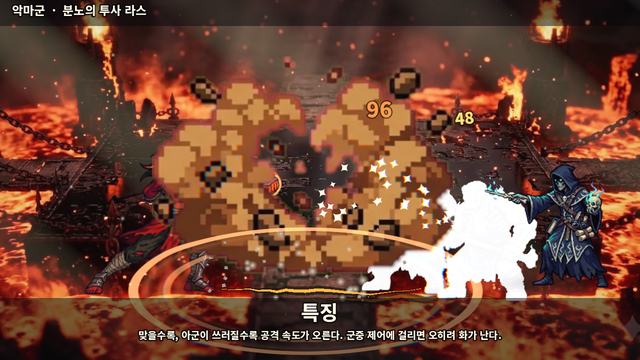 악마군 · 분노의 투사 라스
96
48
특징
맞을수록, 아군이 쓰러질수록 공격 속도가 오른다. 군중 제어에 걸리면 오히려 화가 난다.